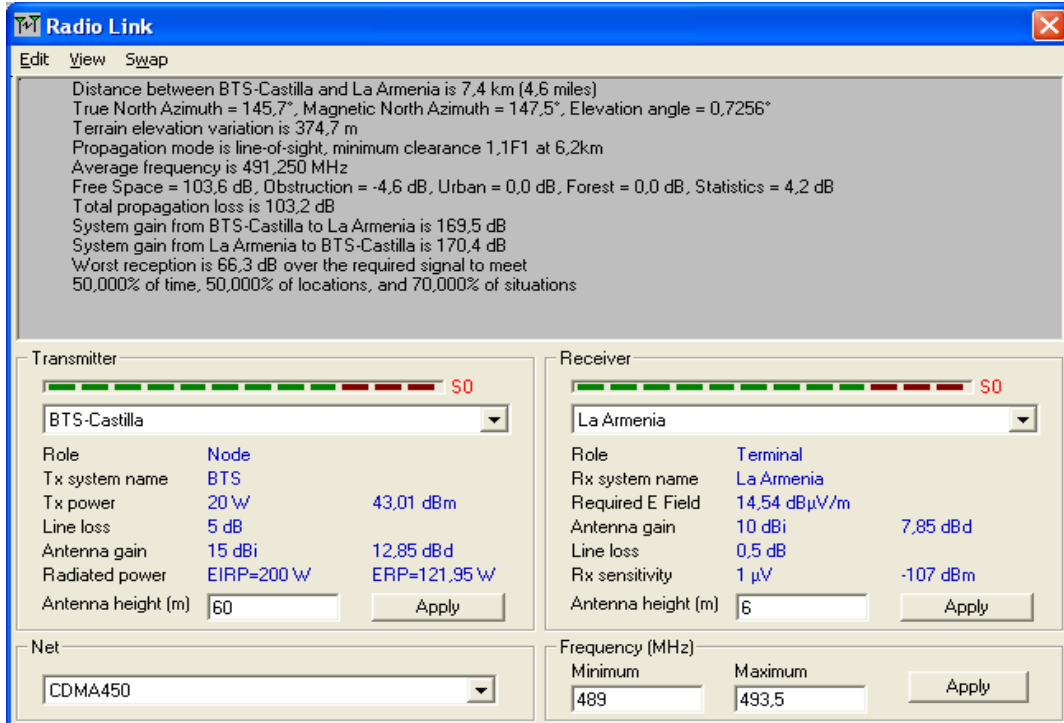 Radio Link
Edit View Swap
Distance between BTS-Castilla and La Armenia is 7,4 km (4,6 miles)
True North Azimuth = 145,7°, Magnetic North Azimuth = 147,5°, Elevation angle = 0,7256°
Terrain elevation variation is 374,7 m
Propagation mode is line-of-sight, minimum clearance 1,1F1 at 6,2km
Average frequency is 491,250 MHz
Free Space = 103,6 dB, Obstruction = -4,6 dB, Urban = 0,0 dB, Forest = 0,0 dB, Statistics = 4,2 dB
Total propagation loss is 103,2 dB
System gain from BTS-Castilla to La Armenia is 169,5 dB
System gain from La Armenia to BTS-Castilla is 170,4 dB
Worst reception is 66,3 dB over the required signal to meet
50,000% of time, 50,000% of locations, and 70,000% of situations
Transmitter
S0
BTS-Castilla
Role Node
Tx system name BTS
Tx power 20 W 43,01 dBm
Line loss 5 dB
Antenna gain 15 dBi 12,85 dBd
Radiated power EIRP=200 W ERP=121,95 W
Antenna height (m) 60 Apply
Receiver
S0
La Armenia
Role Terminal
Rx system name La Armenia
Required E Field 14,54 dBµV/m
Antenna gain 10 dBi 7,85 dBd
Line loss 0,5 dB
Rx sensitivity 1 µV -107 dBm
Antenna height (m) 6 Apply
Net
CDMA450
Frequency (MHz)
Minimum Maximum
489 493,5 Apply